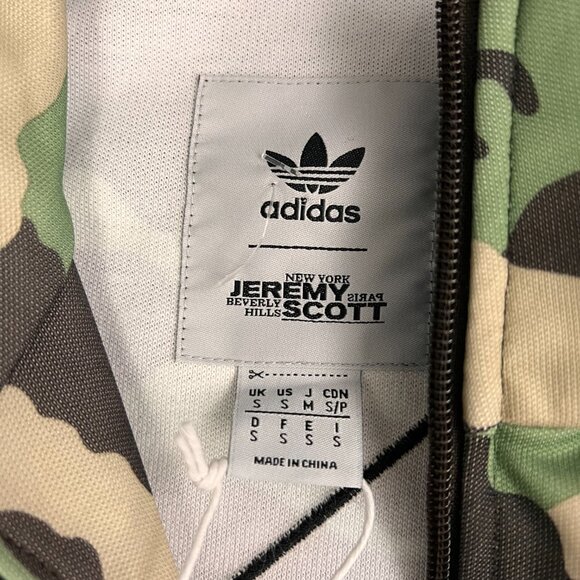 adidas
NEW YORK
JEREMY PARIS
BEVERLY HILLS SCOTT
UK US J CDN
S S M S/P
D F E I
S S S S
MADE IN CHINA